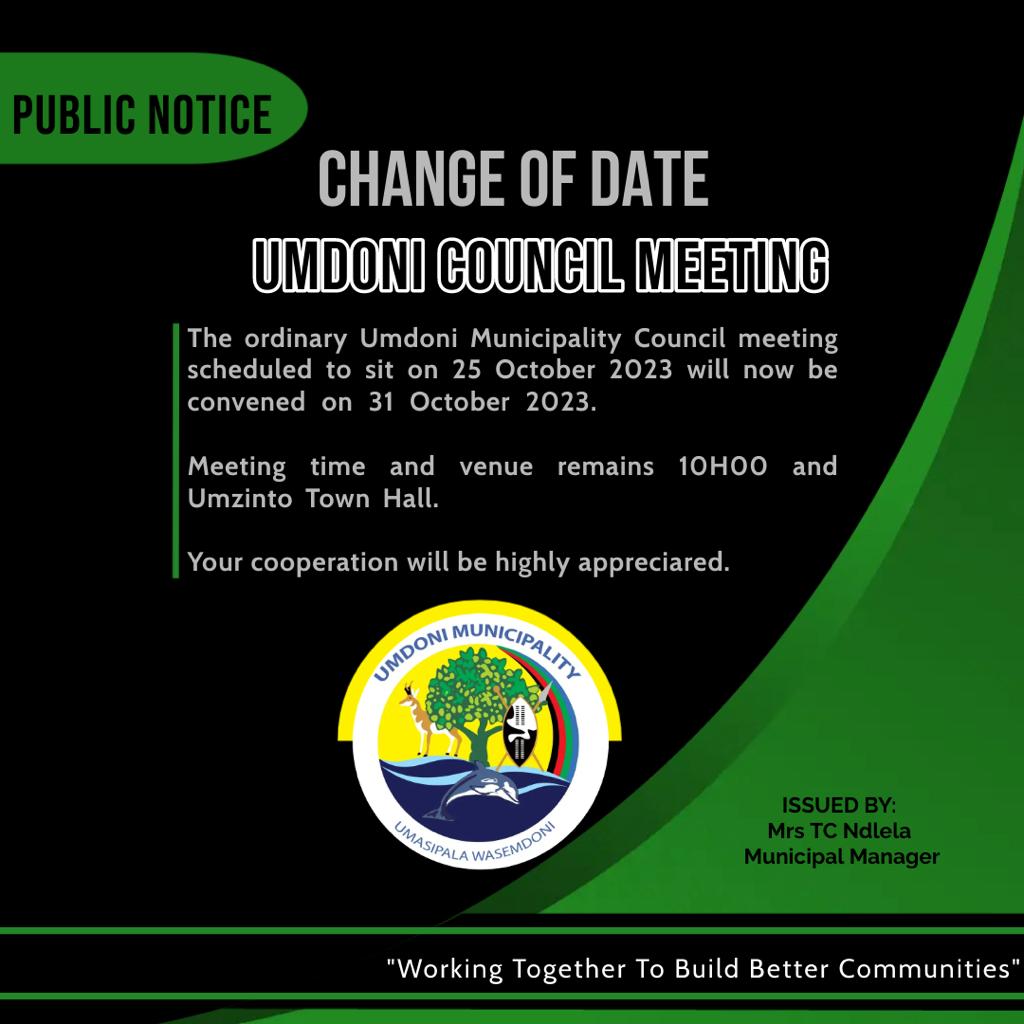 PUBLIC NOTICE
CHANGE OF DATE
UMDONI COUNCIL MEETING
The ordinary Umdoni Municipality Council meeting
scheduled to sit on 25 October 2023 will now be
convened on 31 October 2023.
Meeting time and venue remains 10H00 and
Umzinto Town Hall.
Your cooperation will be highly appreciared.
UMDONI MUNICIPALITY
UMASIPALA WASEMDONI
ISSUED BY:
Mrs TC Ndlela
Municipal Manager
"Working Together To Build Better Communities"